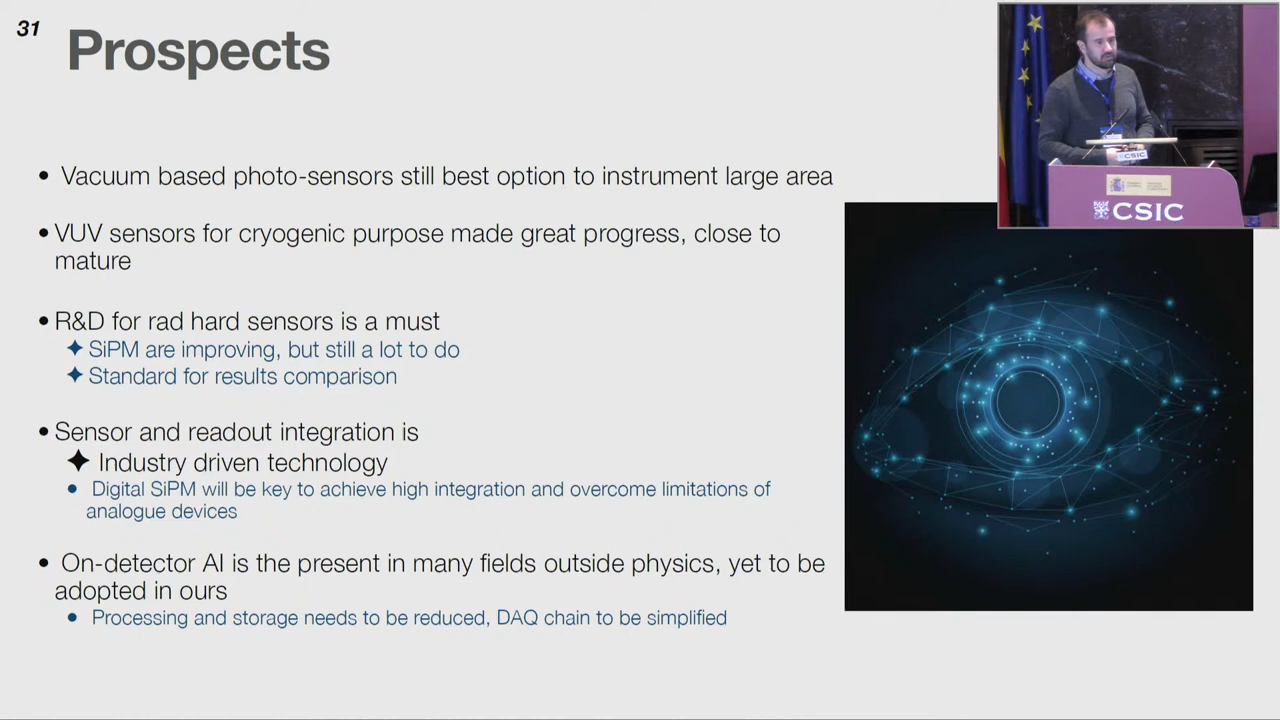 31
Prospects
• Vacuum based photo-sensors still best option to instrument large area
• VUV sensors for cryogenic purpose made great progress, close to
mature
• R&D for rad hard sensors is a must
✦ SiPM are improving, but still a lot to do
✦ Standard for results comparison
• Sensor and readout integration is
✦ Industry driven technology
• Digital SiPM will be key to achieve high integration and overcome limitations of
analogue devices
• On-detector AI is the present in many fields outside physics, yet to be
adopted in ours
• Processing and storage needs to be reduced, DAQ chain to be simplified
CSIC
CSIC